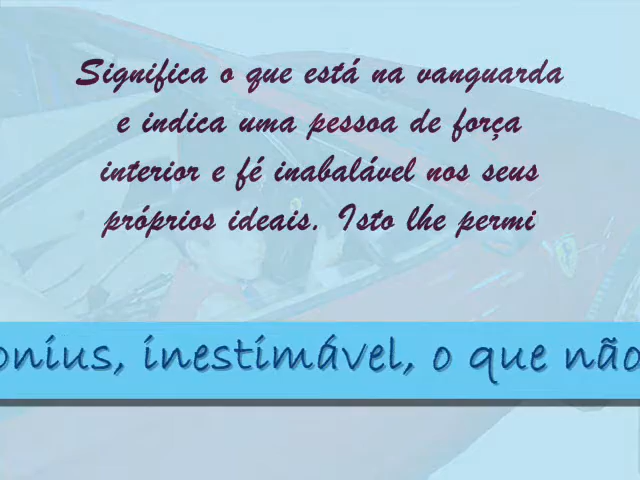 Significa o que está na vanguarda
e indica uma pessoa de força
interior e fé inabalável nos seus
próprios ideais. Isto lhe permi
onius, inestimável, o que não